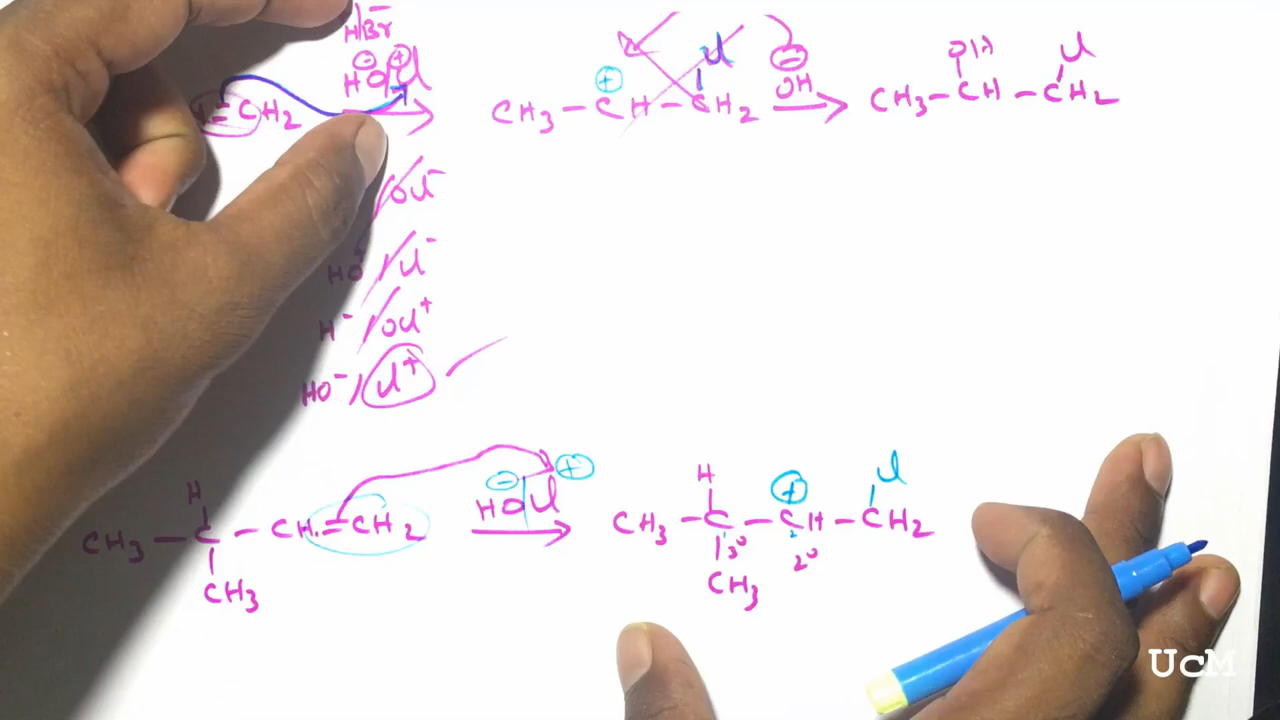 HBr
⊖ ⊕
HOCl
=CH2 CH3 – CH – CH2 ⊕ Cl ⊖ OH CH3 – CH – CH2 OH Cl
OCl-
HO+ / Cl-
H- / OCl+
HO- / Cl+
H H Cl
⊖ ⊕ ⊕
HOCl
CH3 – C – CH=CH2 CH3 – C – CH – CH2
3° 2°
CH3 CH3
UcM